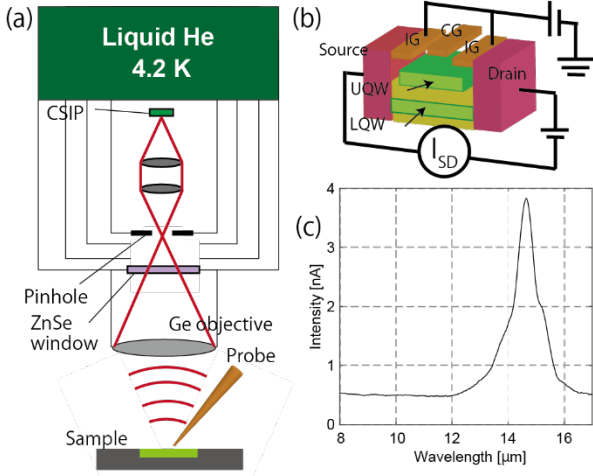 (a)
Liquid He
4.2 K
CSIP
Pinhole
ZnSe
window
Ge objective
Probe
Sample
(b)
Source
IG
CG
IG
Drain
UQW
LQW
I SD
(c)
Intensity [nA]
4
3
2
1
0
8
10
12
14
16
Wavelength [μm]